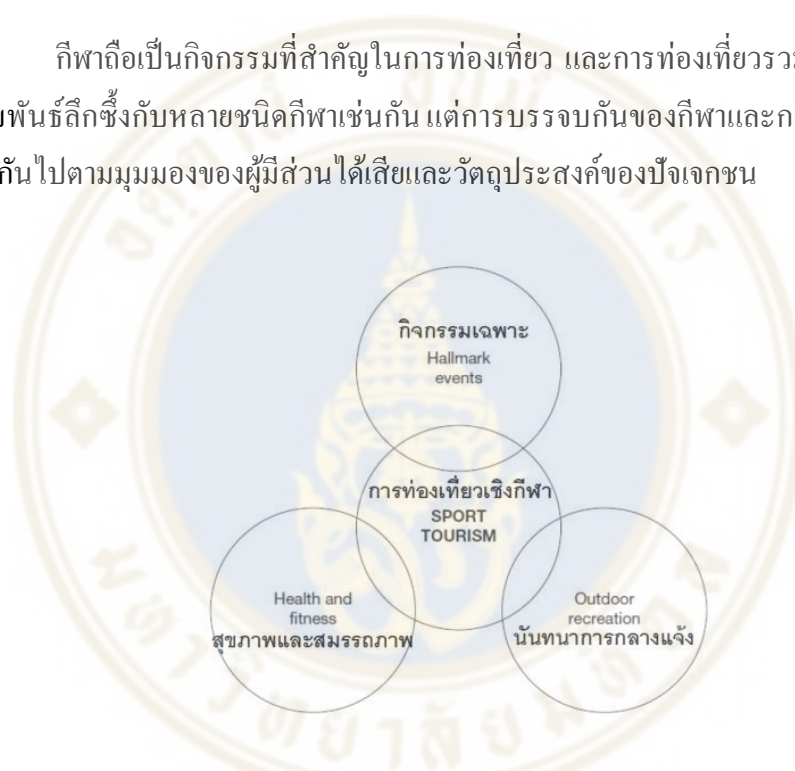 กีฬาถือเป็นกิจกรรมที่สำคัญในการท่องเที่ยว และการท่องเที่ยวรวม
พันธ์ลึกซึ้งกับหลายชนิดกีฬาเช่นกัน แต่การบรรจบกันของกีฬาและก
กันไปตามมุมมองของผู้มีส่วนได้เสียและวัตถุประสงค์ของปัจเจกชน
กิจกรรมเฉพาะ
Hallmark
events
การท่องเที่ยวเชิงกีฬา
SPORT
TOURISM
Health and
fitness
สุขภาพและสมรรถภาพ
Outdoor
recreation
นันทนาการกลางแจ้ง